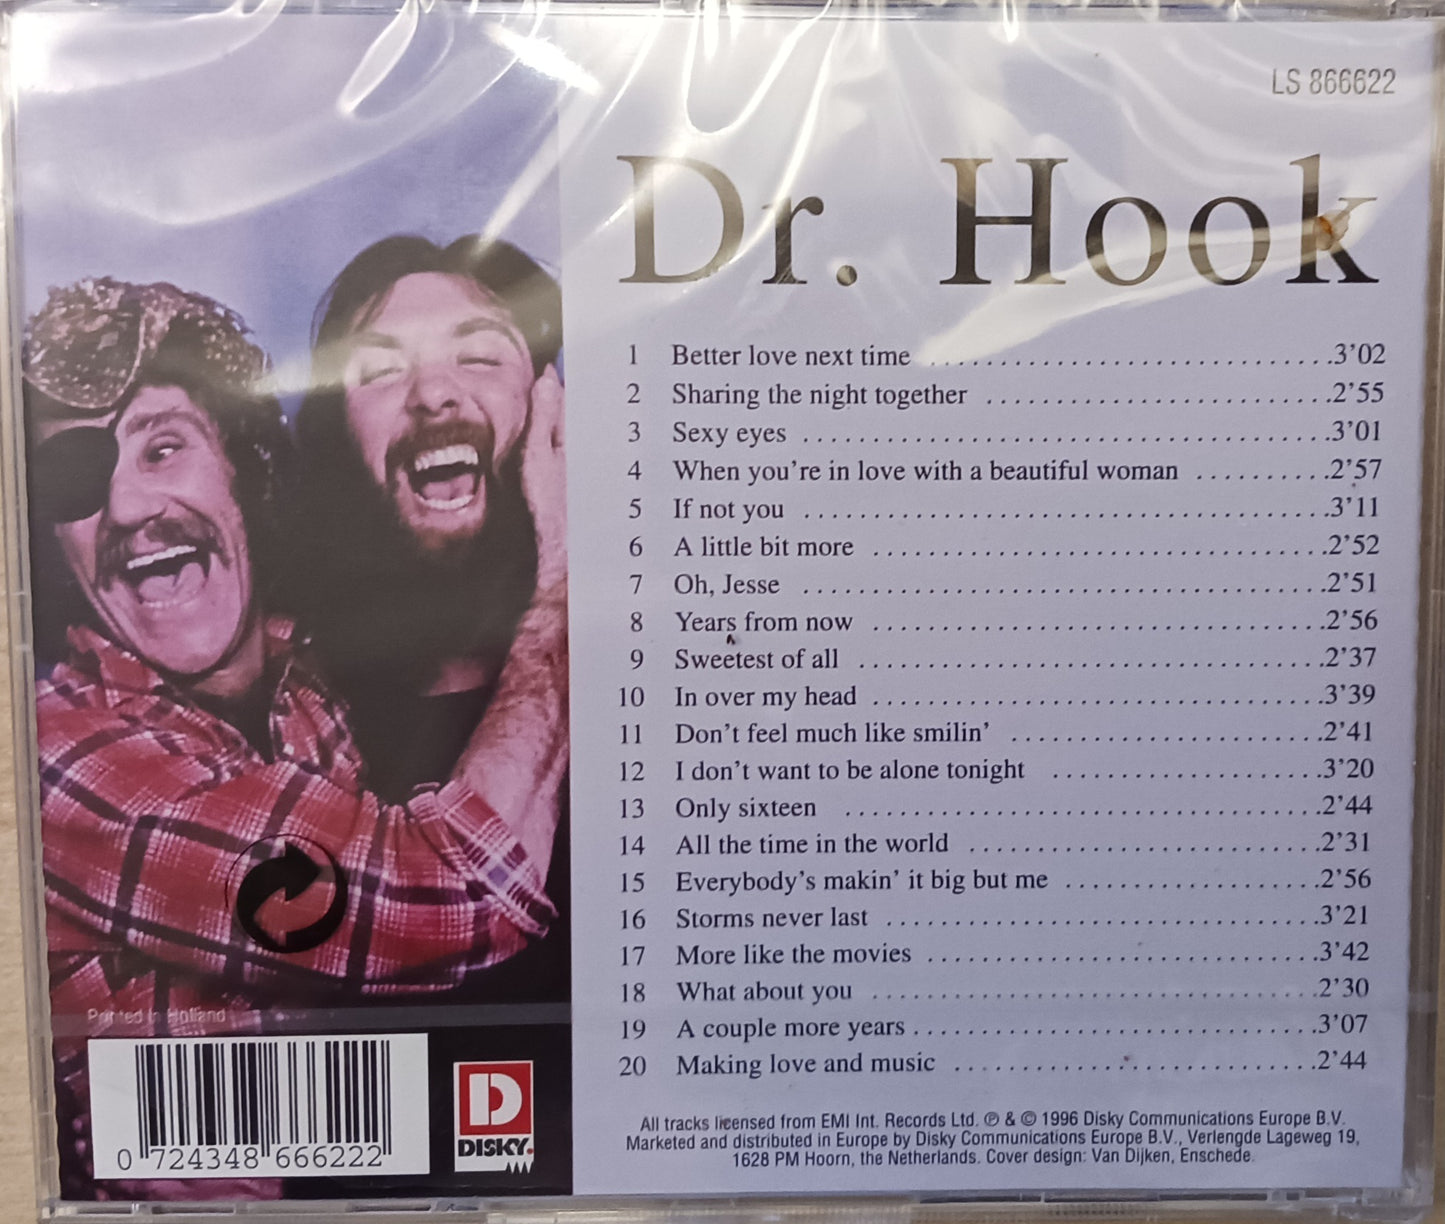 LS 866622
Dr. Hook
1 Better love next time ..............................3’02
2 Sharing the night together .........................2’55
3 Sexy eyes ......................................3’01
4 When you’re in love with a beautiful woman ..........2’57
5 If not you ......................................3’11
6 A little bit more .................................2’52
7 Oh, Jesse ......................................2’51
8 Years from now .................................2’56
9 Sweetest of all ..................................2’37
10 In over my head .................................3’39
11 Don’t feel much like smilin’ .......................2’41
12 I don’t want to be alone tonight ....................3’20
13 Only sixteen ...................................2’44
14 All the time in the world ..........................2’31
15 Everybody’s makin’ it big but me ...................2’56
16 Storms never last ................................3’21
17 More like the movies .............................3’42
18 What about you .................................2’30
19 A couple more years ..............................3’07
20 Making love and music ...........................2’44
Printed in Holland
0 724348 666222
DISKY.
All tracks licensed from EMI Int. Records Ltd. ℗ & © 1996 Disky Communications Europe B.V.
Marketed and distributed in Europe by Disky Communications Europe B.V., Verlengde Lageweg 19,
1628 PM Hoorn, the Netherlands. Cover design: Van Dijken, Enschede.